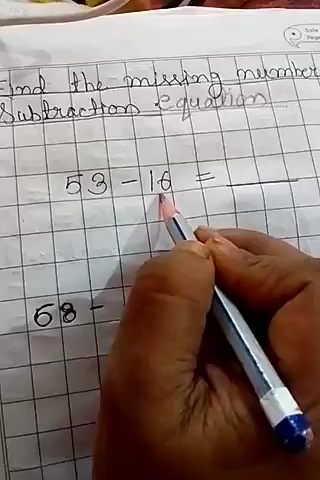 Find the missing number
Subtraction equation
53 - 16 = ____
68 -